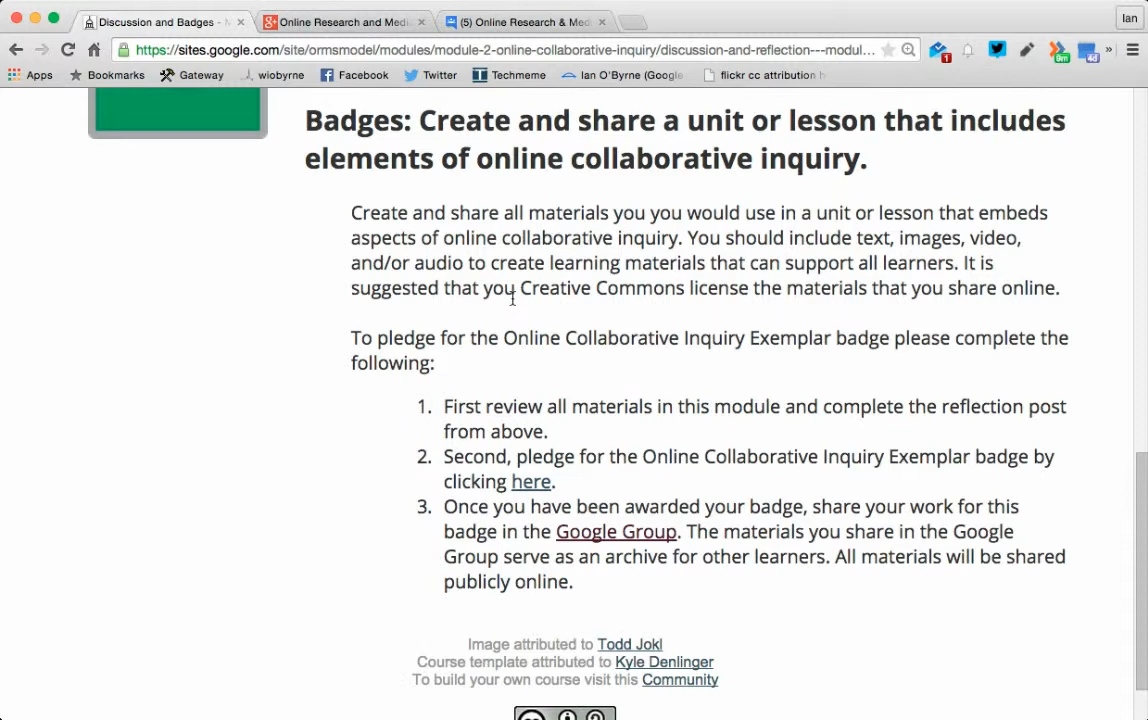 Discussion and Badges - M
Online Research and Medi
(5) Online Research & Med
Ian
https://sites.google.com/site/ormsmodel/modules/module-2-online-collaborative-inquiry/discussion-and-reflection---modul...
1
9m
4d
»
Apps
Bookmarks
Gateway
wiobyrne
Facebook
Twitter
Techmeme
Ian O'Byrne (Google
flickr cc attribution h
»
Badges: Create and share a unit or lesson that includes
elements of online collaborative inquiry.
Create and share all materials you you would use in a unit or lesson that embeds
aspects of online collaborative inquiry. You should include text, images, video,
and/or audio to create learning materials that can support all learners. It is
suggested that you Creative Commons license the materials that you share online.
To pledge for the Online Collaborative Inquiry Exemplar badge please complete the
following:
1. First review all materials in this module and complete the reflection post
from above.
2. Second, pledge for the Online Collaborative Inquiry Exemplar badge by
clicking here.
3. Once you have been awarded your badge, share your work for this
badge in the Google Group. The materials you share in the Google
Group serve as an archive for other learners. All materials will be shared
publicly online.
Image attributed to Todd Jokl
Course template attributed to Kyle Denlinger
To build your own course visit this Community